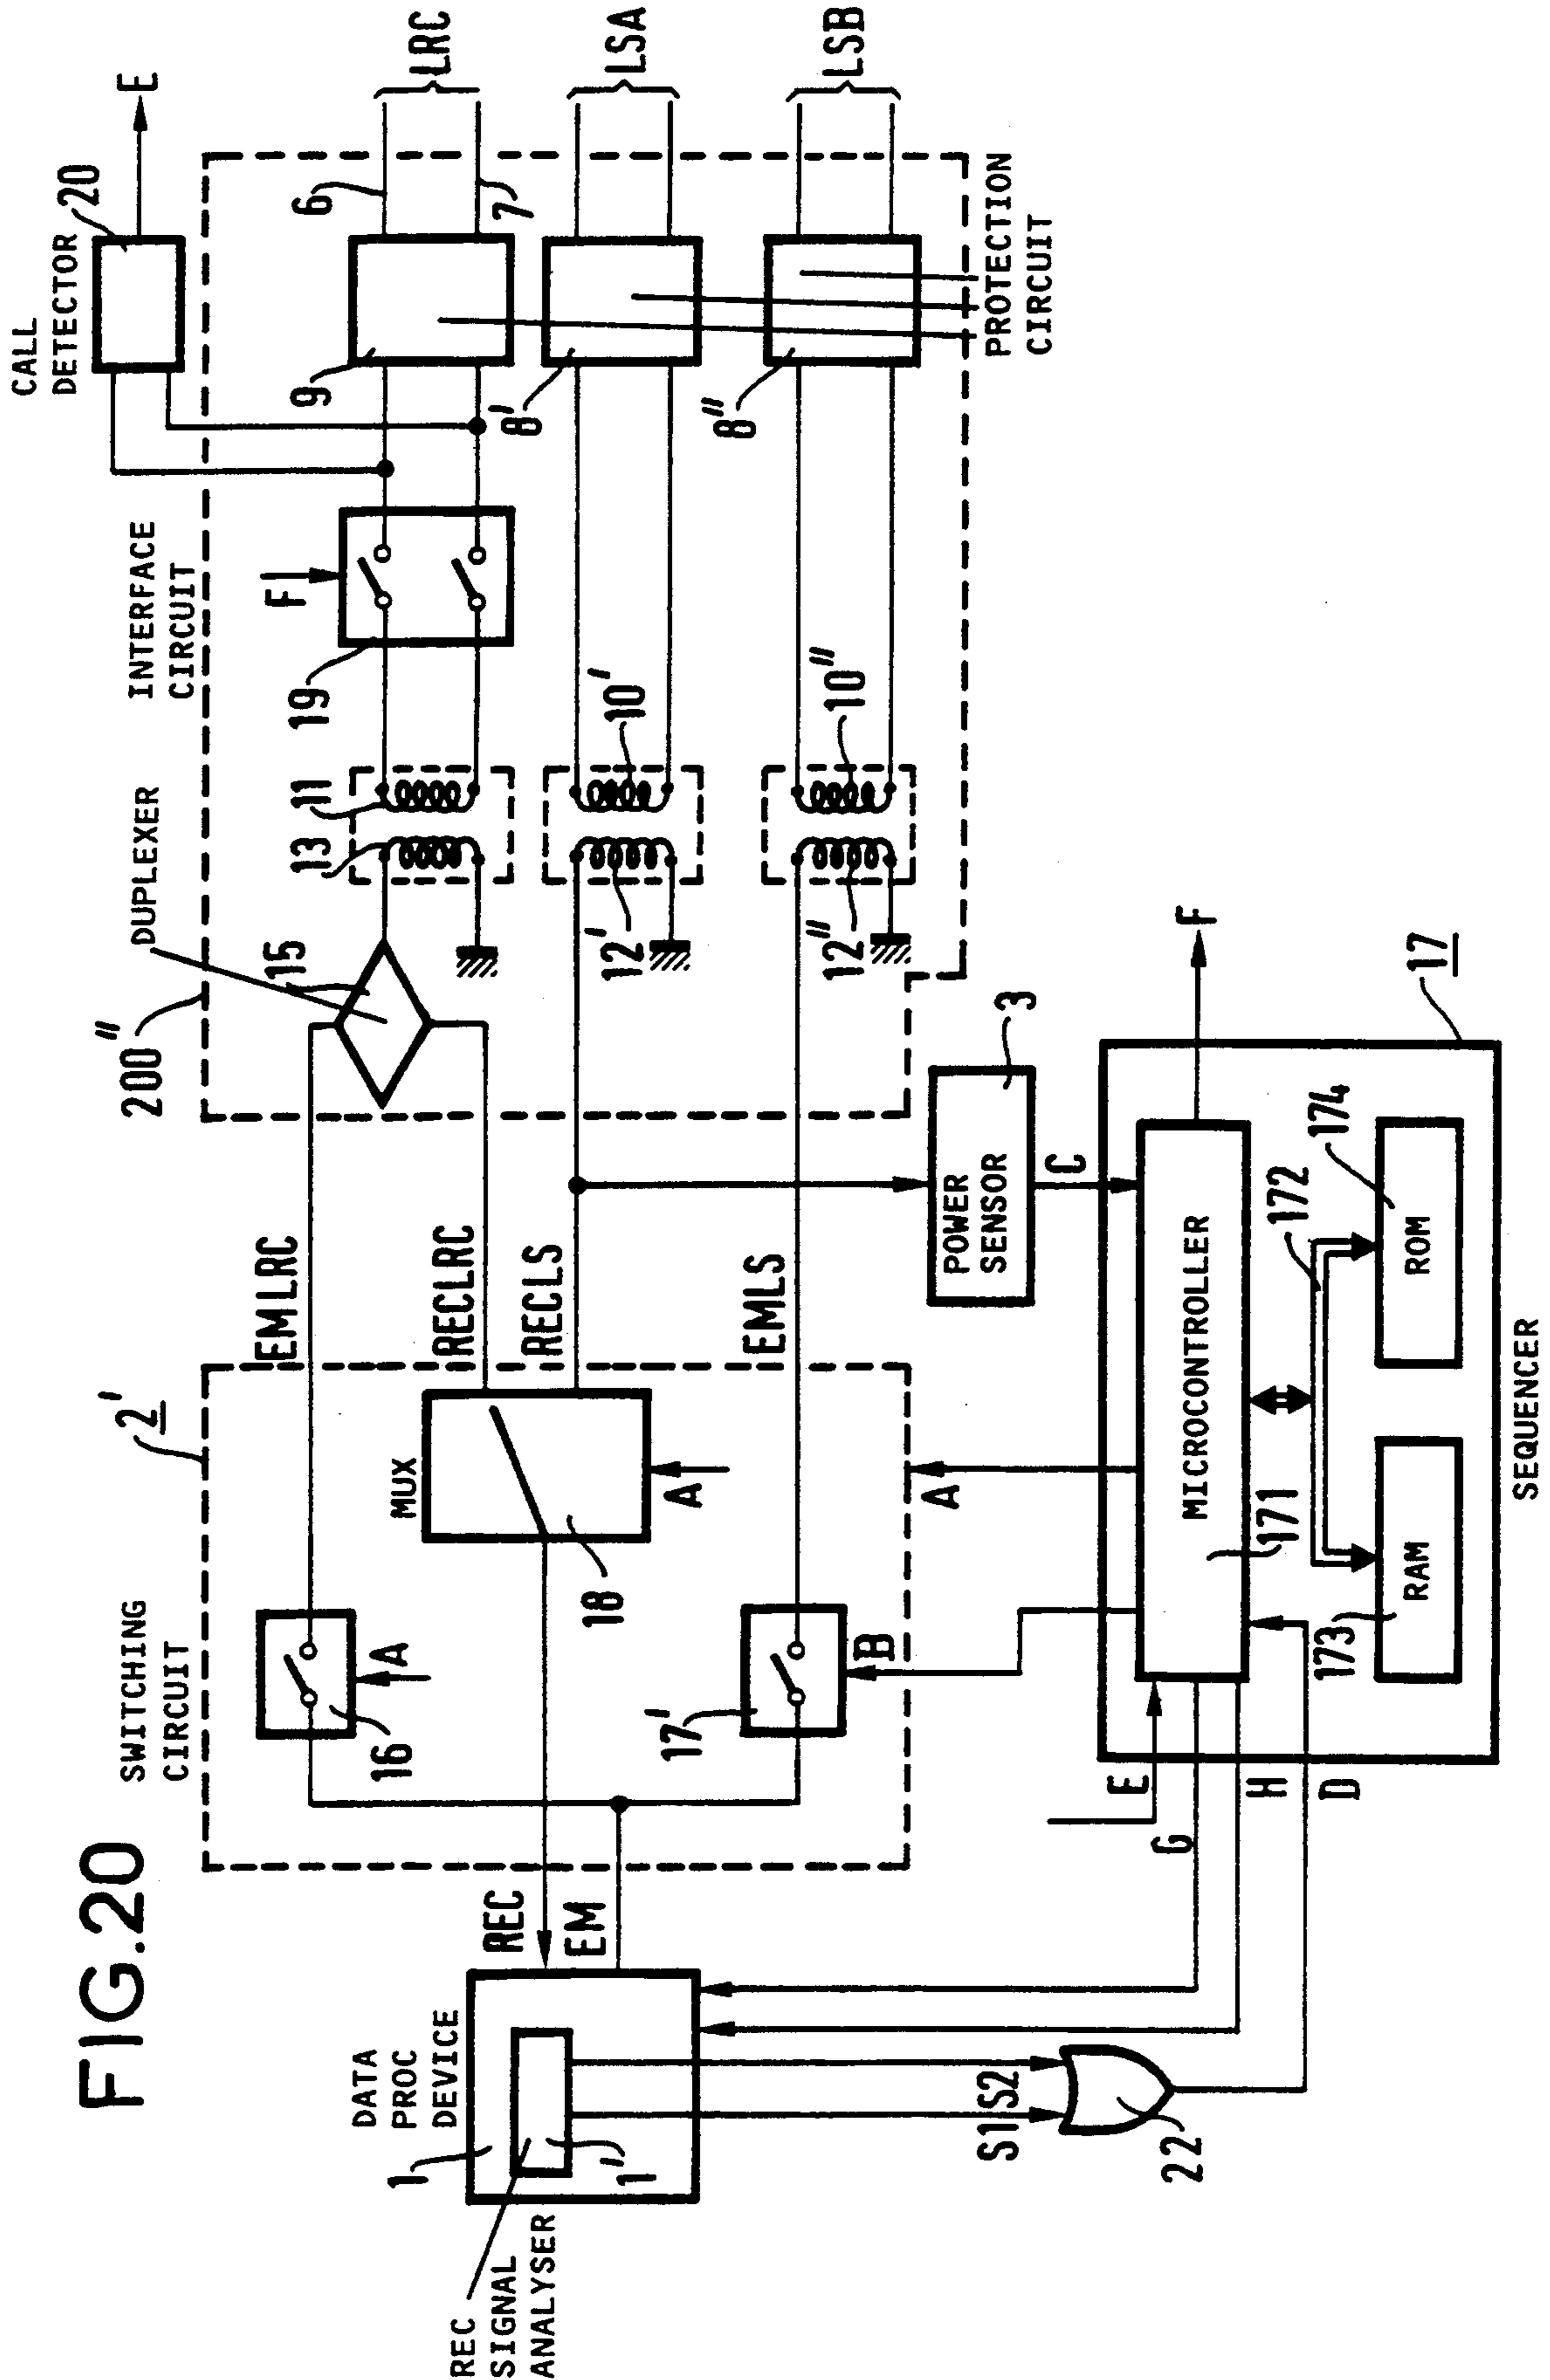 FIG.20
SWITCHING
CIRCUIT
2'
200''
DUPLEXER
INTERFACE
CIRCUIT
CALL
DETECTOR
20
E
EMLRC
15
13
11
19
F
9
6
7
LRC
16
A
MUX
18
A
RECLRC
RECLS
12'
10'
8'
LSA
DATA
PROC
DEVICE
REC
EM
1
1'
REC
SIGNAL
ANALYSER
17'
B
EMLS
12''
10''
8''
LSB
PROTECTION
CIRCUIT
S1
S2
22
A
POWER
SENSOR
3
C
E
G
H
D
MICROCONTROLLER
171
172
F
17
RAM
173
ROM
174
SEQUENCER